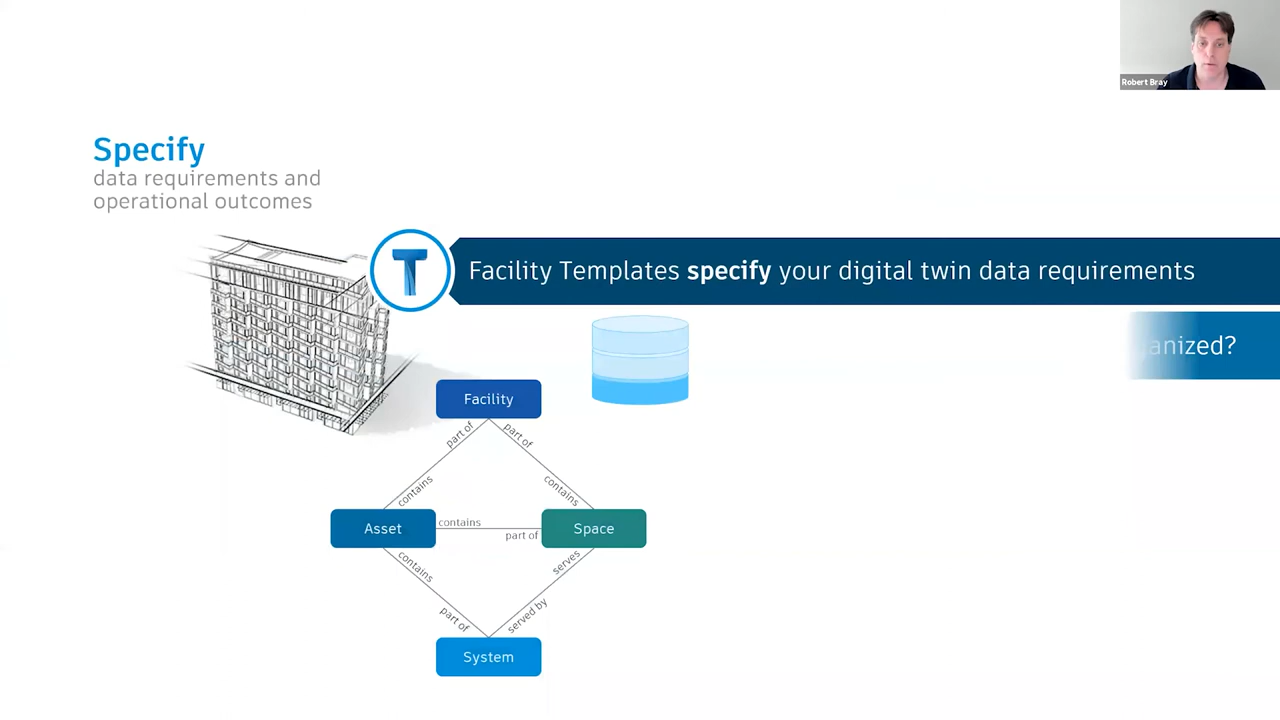 Robert Bray
Specify
data requirements and
operational outcomes
T
Facility Templates specify your digital twin data requirements
anized?
Facility
part of
part of
contains
contains
Asset
contains
part of
Space
contains
serves
part of
served by
System